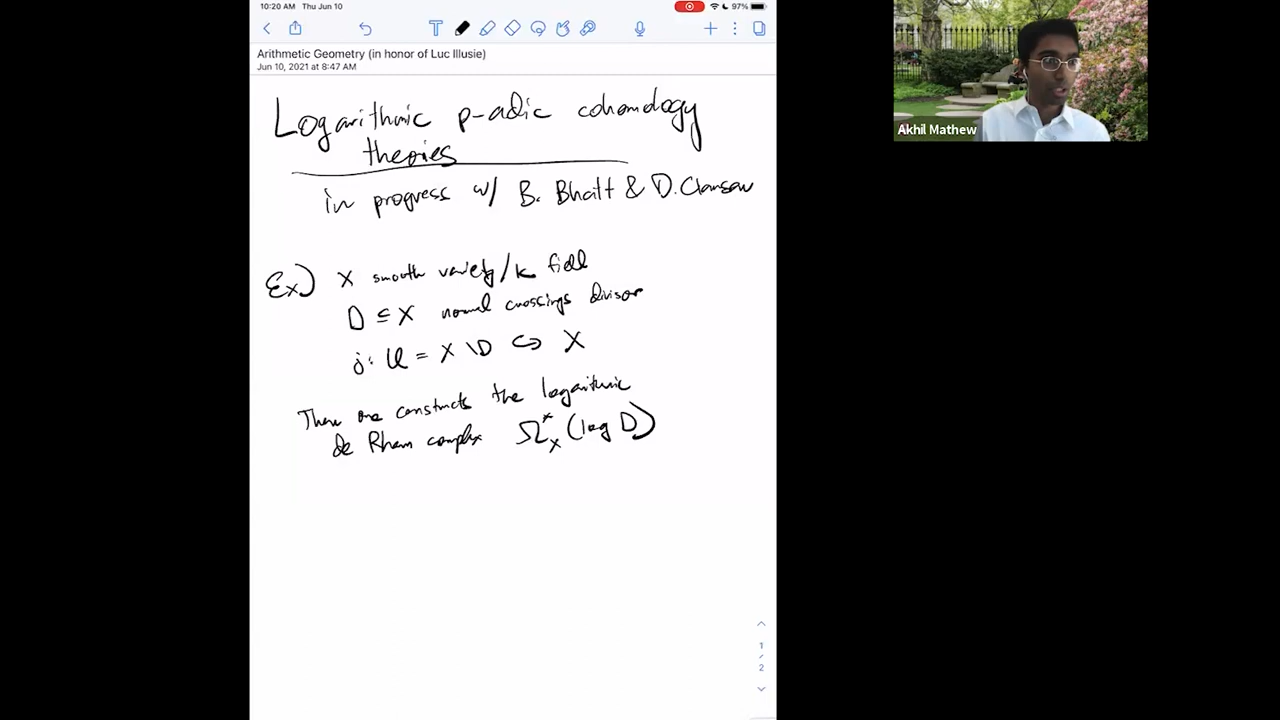 10:20 AM Thu Jun 10
97%
Arithmetic Geometry (in honor of Luc Illusie)
Jun 10, 2021 at 8:47 AM
Logarithmic p-adic cohomology
theories
in progress w/ B. Bhatt & D. Clausen
Ex) X smooth variety/k field
D ⊆ X normal crossings divisor
j: U = X \ D ↪ X
Then one constructs the logarithmic
de Rham complex Ω*_X (log D)
1
/
2
Akhil Mathew